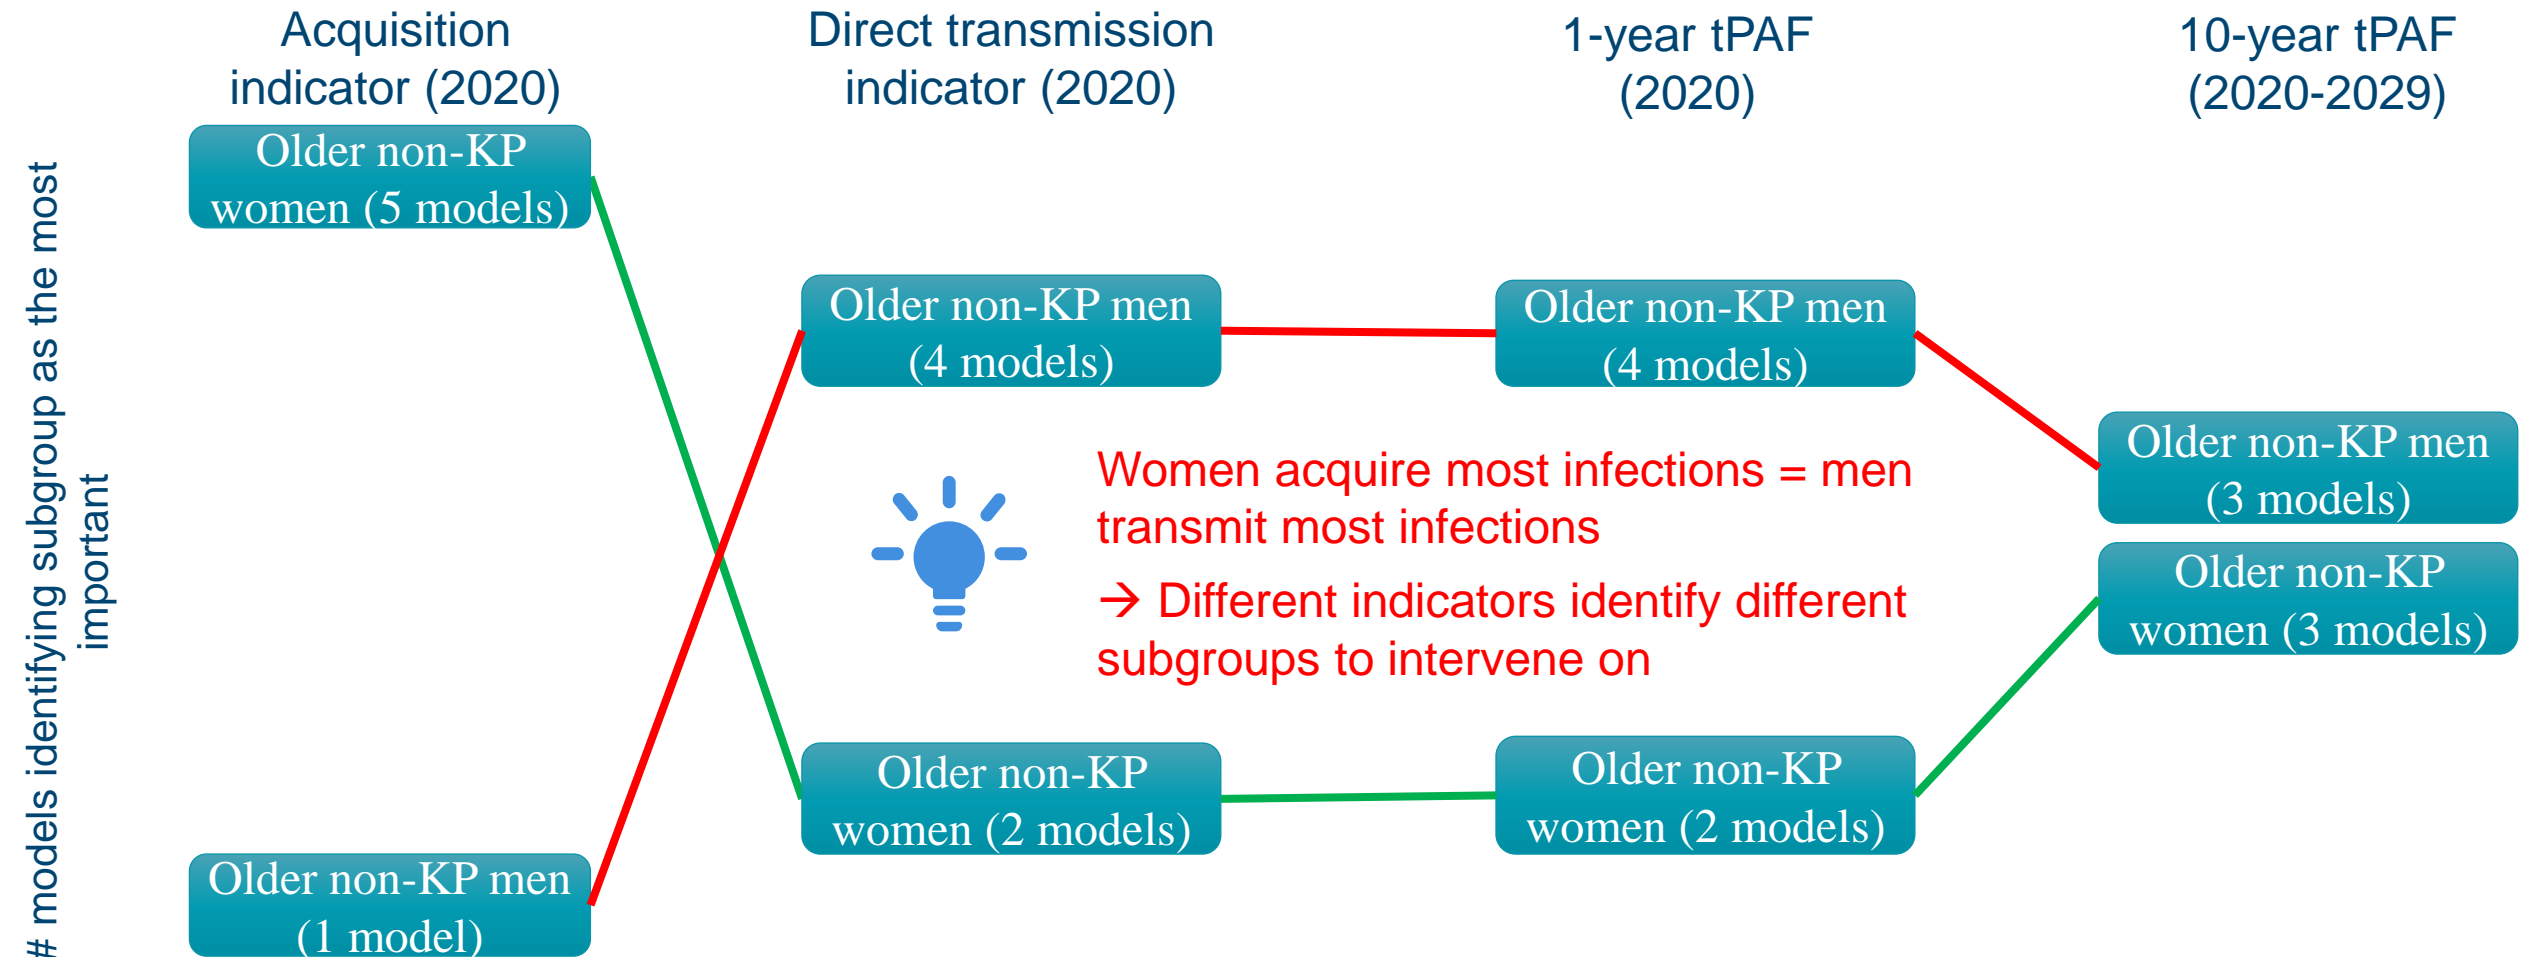 Acquisition
indicator (2020)
Direct transmission
indicator (2020)
1-year tPAF
(2020)
10-year tPAF
(2020-2029)
# models identifying subgroup as the most
important
Older non-KP
women (5 models)
Older non-KP men
(1 model)
Older non-KP men
(4 models)
Older non-KP
women (2 models)
Older non-KP men
(4 models)
Older non-KP
women (2 models)
Older non-KP men
(3 models)
Older non-KP
women (3 models)
Women acquire most infections = men
transmit most infections
→ Different indicators identify different
subgroups to intervene on